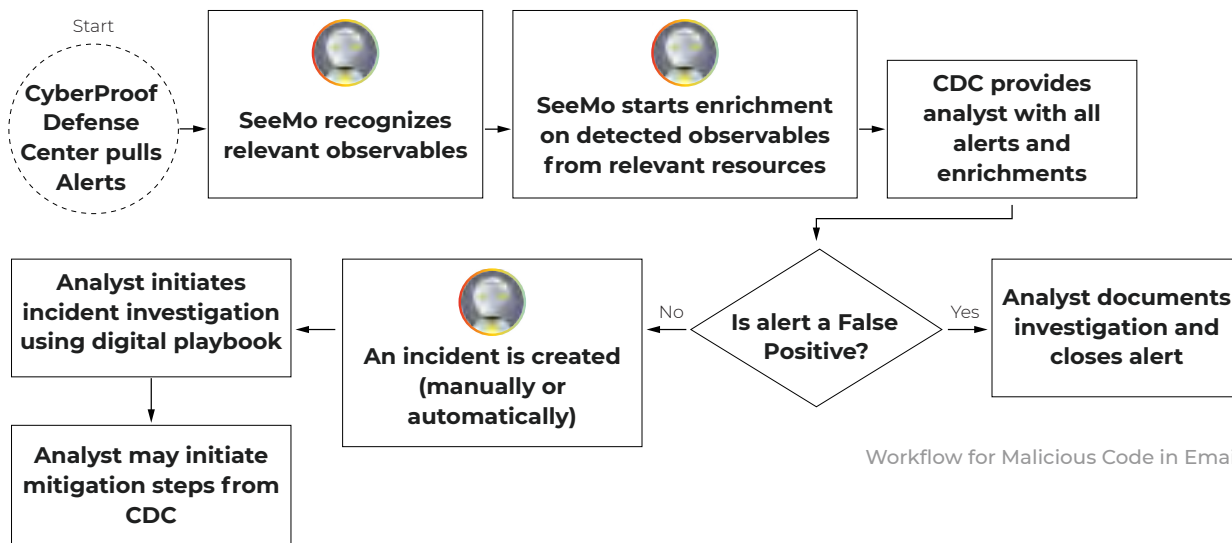 Start
CyberProof
Defense
Center pulls
Alerts
SeeMo recognizes
relevant observables
SeeMo starts enrichment
on detected observables
from relevant resources
CDC provides
analyst with all
alerts and
enrichments
Is alert a False
Positive?
Yes
Analyst documents
investigation and
closes alert
No
An incident is created
(manually or
automatically)
Analyst initiates
incident investigation
using digital playbook
Analyst may initiate
mitigation steps from
CDC
Workflow for Malicious Code in Emai